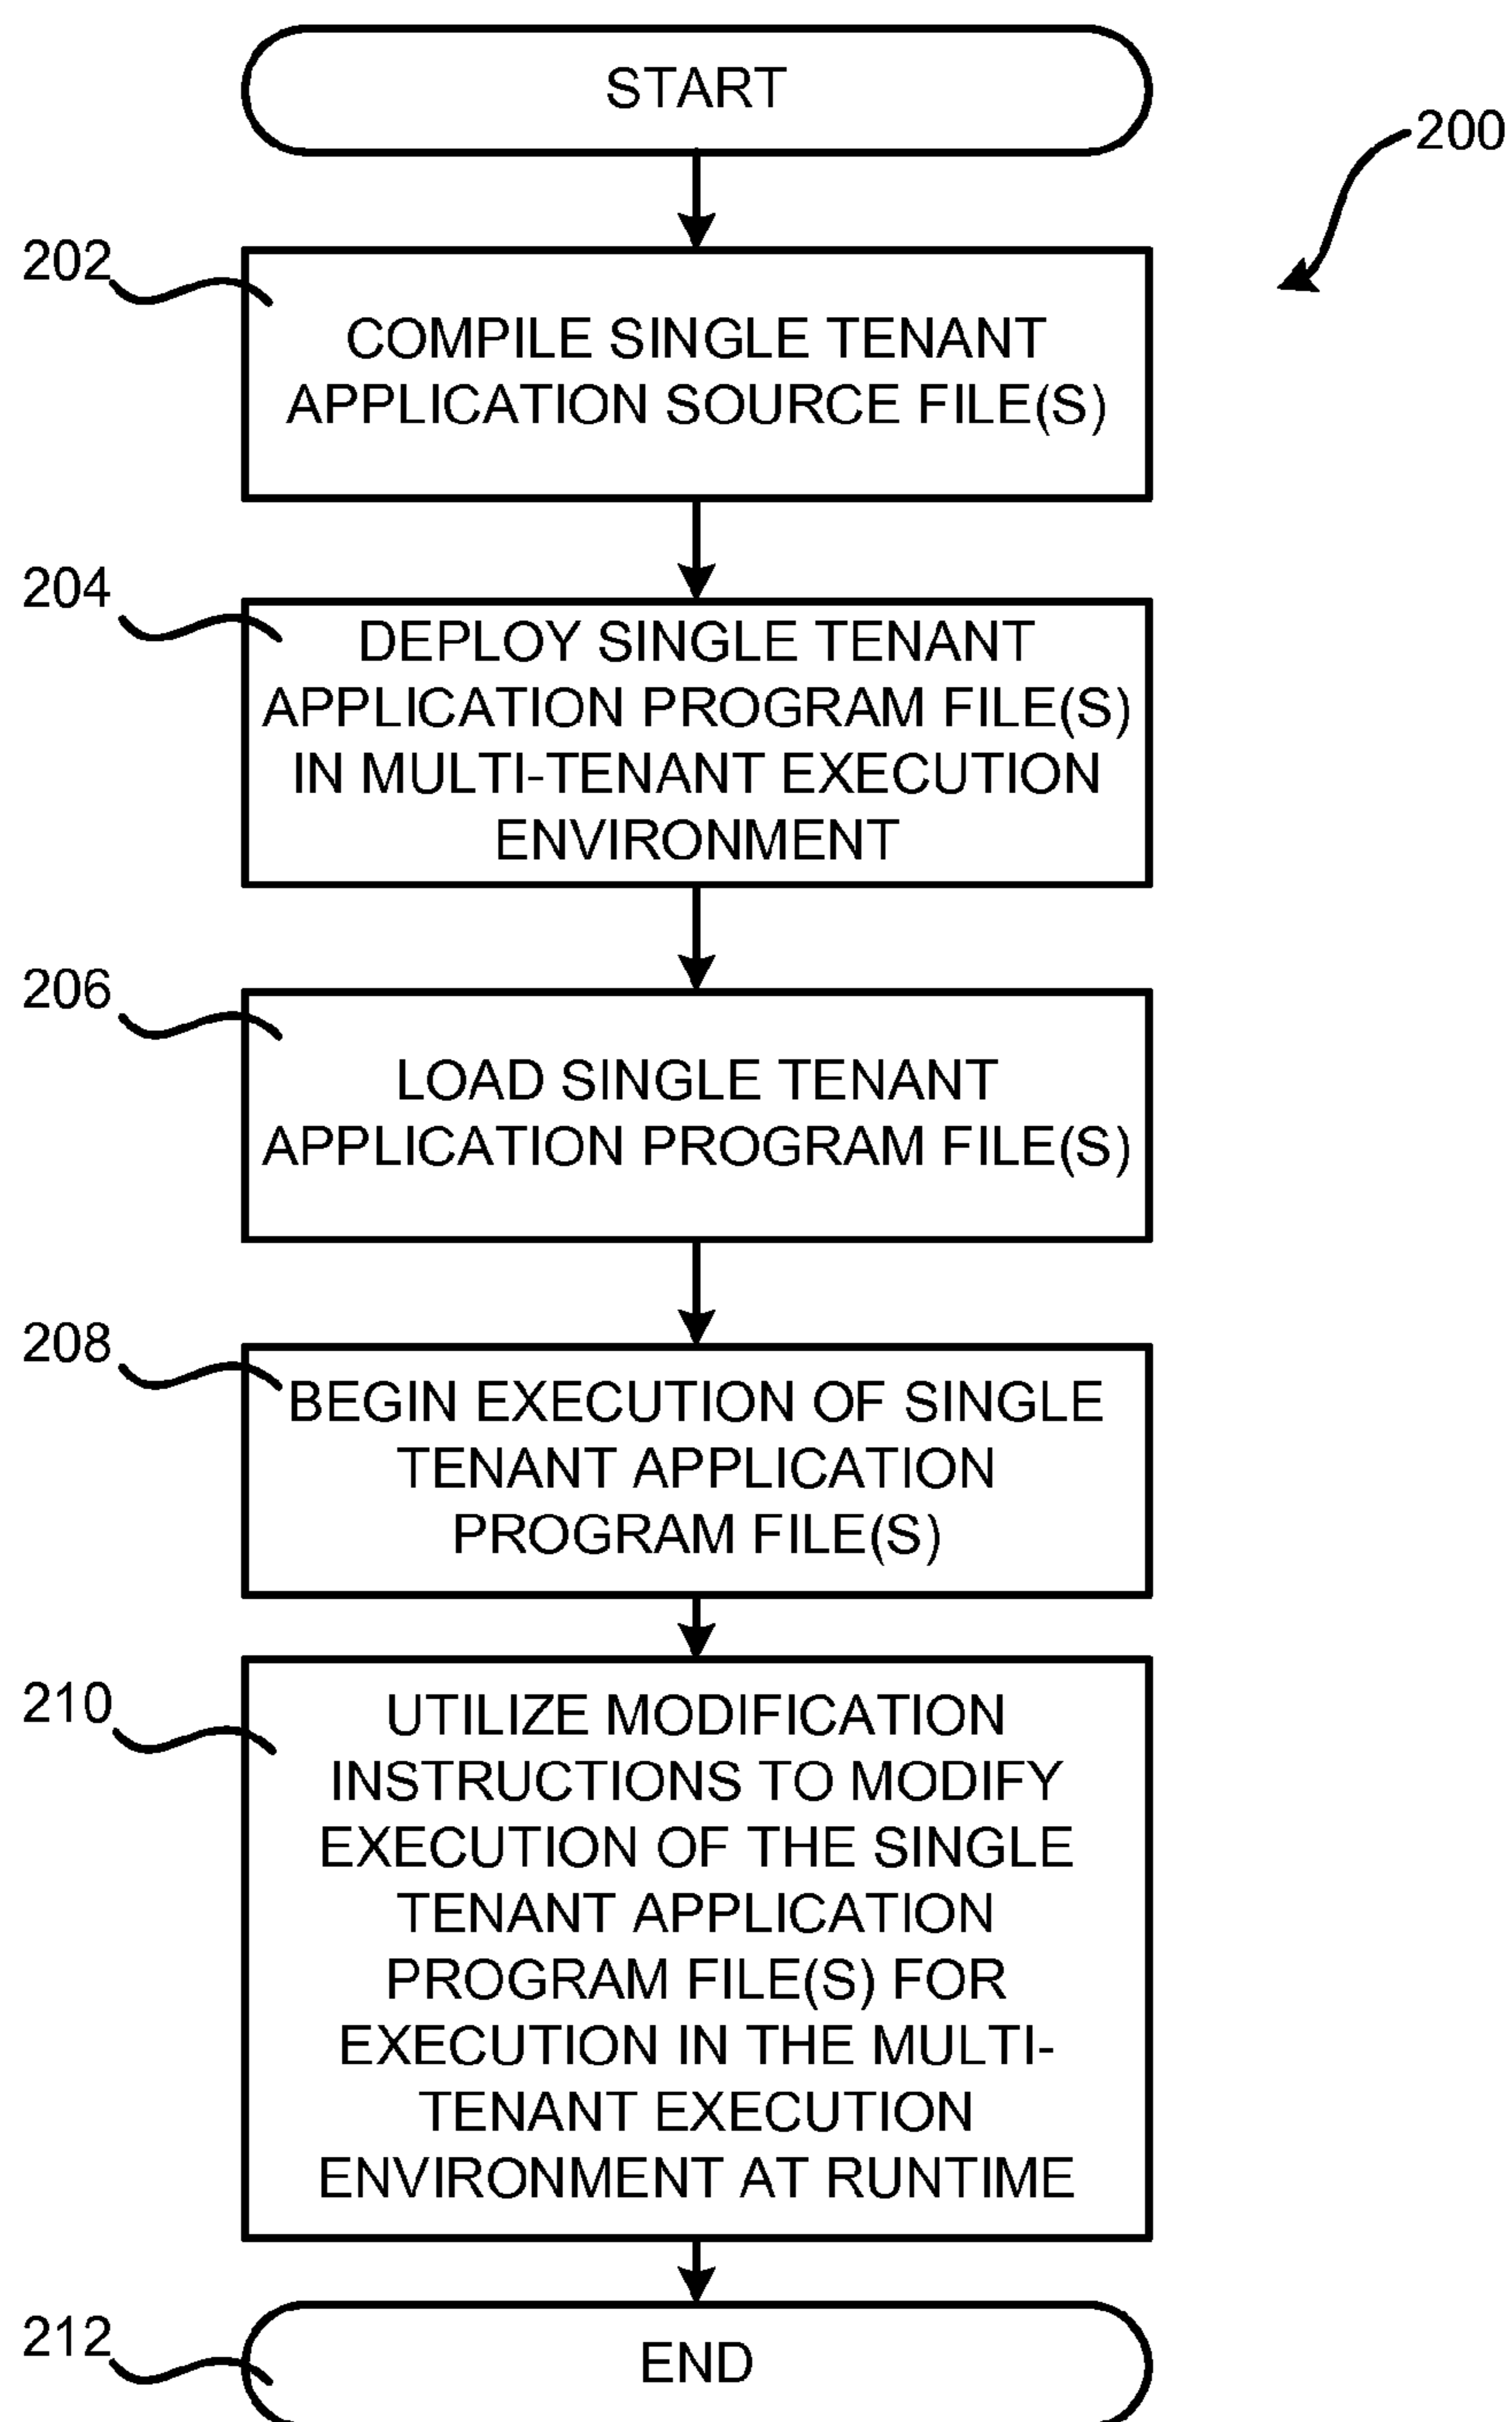 START
200
202
COMPILE SINGLE TENANT
APPLICATION SOURCE FILE(S)
204
DEPLOY SINGLE TENANT
APPLICATION PROGRAM FILE(S)
IN MULTI-TENANT EXECUTION
ENVIRONMENT
206
LOAD SINGLE TENANT
APPLICATION PROGRAM FILE(S)
208
BEGIN EXECUTION OF SINGLE
TENANT APPLICATION
PROGRAM FILE(S)
210
UTILIZE MODIFICATION
INSTRUCTIONS TO MODIFY
EXECUTION OF THE SINGLE
TENANT APPLICATION
PROGRAM FILE(S) FOR
EXECUTION IN THE MULTI-
TENANT EXECUTION
ENVIRONMENT AT RUNTIME
212
END